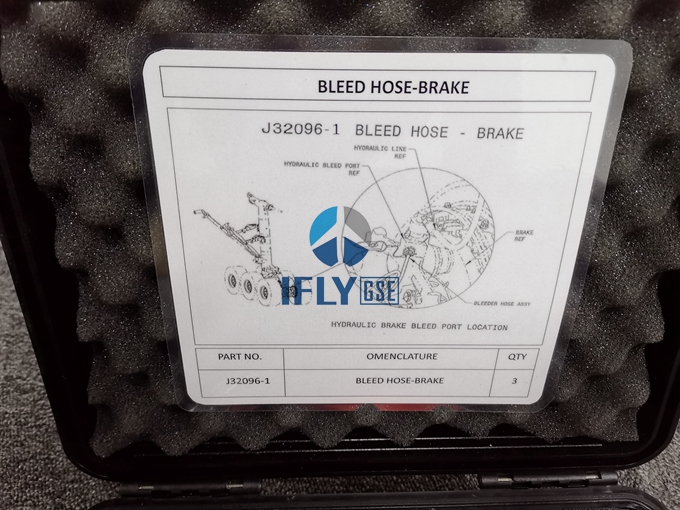 BLEED HOSE-BRAKE
J32096-1 BLEED HOSE - BRAKE
HYDRAULIC LINE
REF
HYDRAULIC BLEED PORT
REF
BRAKE
REF
IFLY GSE
BLEEDER HOSE ASSY
HYDRAULIC BRAKE BLEED PORT LOCATION
PART NO. OMENCLATURE QTY
J32096-1 BLEED HOSE-BRAKE 3